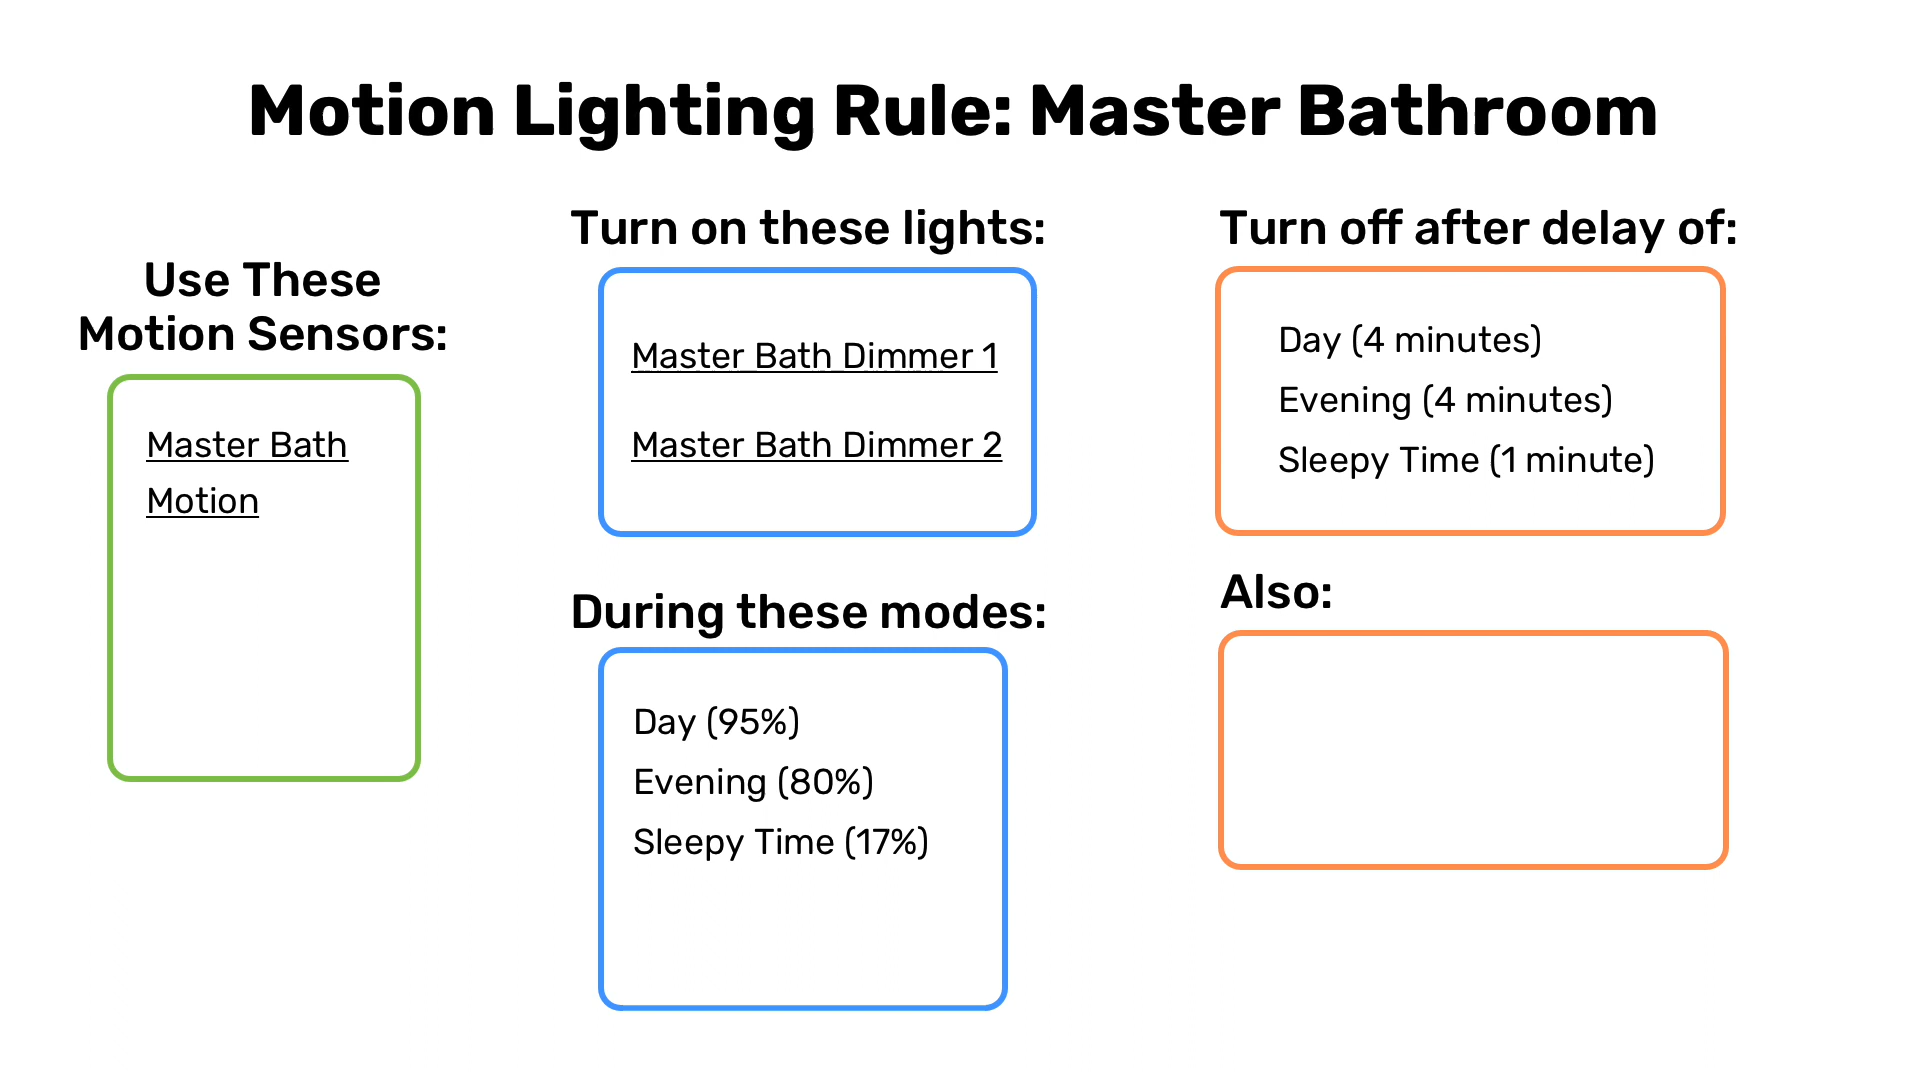 Motion Lighting Rule: Master Bathroom
Use These
Motion Sensors:
Master Bath
Motion
Turn on these lights:
Master Bath Dimmer 1
Master Bath Dimmer 2
During these modes:
Day (95%)
Evening (80%)
Sleepy Time (17%)
Turn off after delay of:
Day (4 minutes)
Evening (4 minutes)
Sleepy Time (1 minute)
Also: